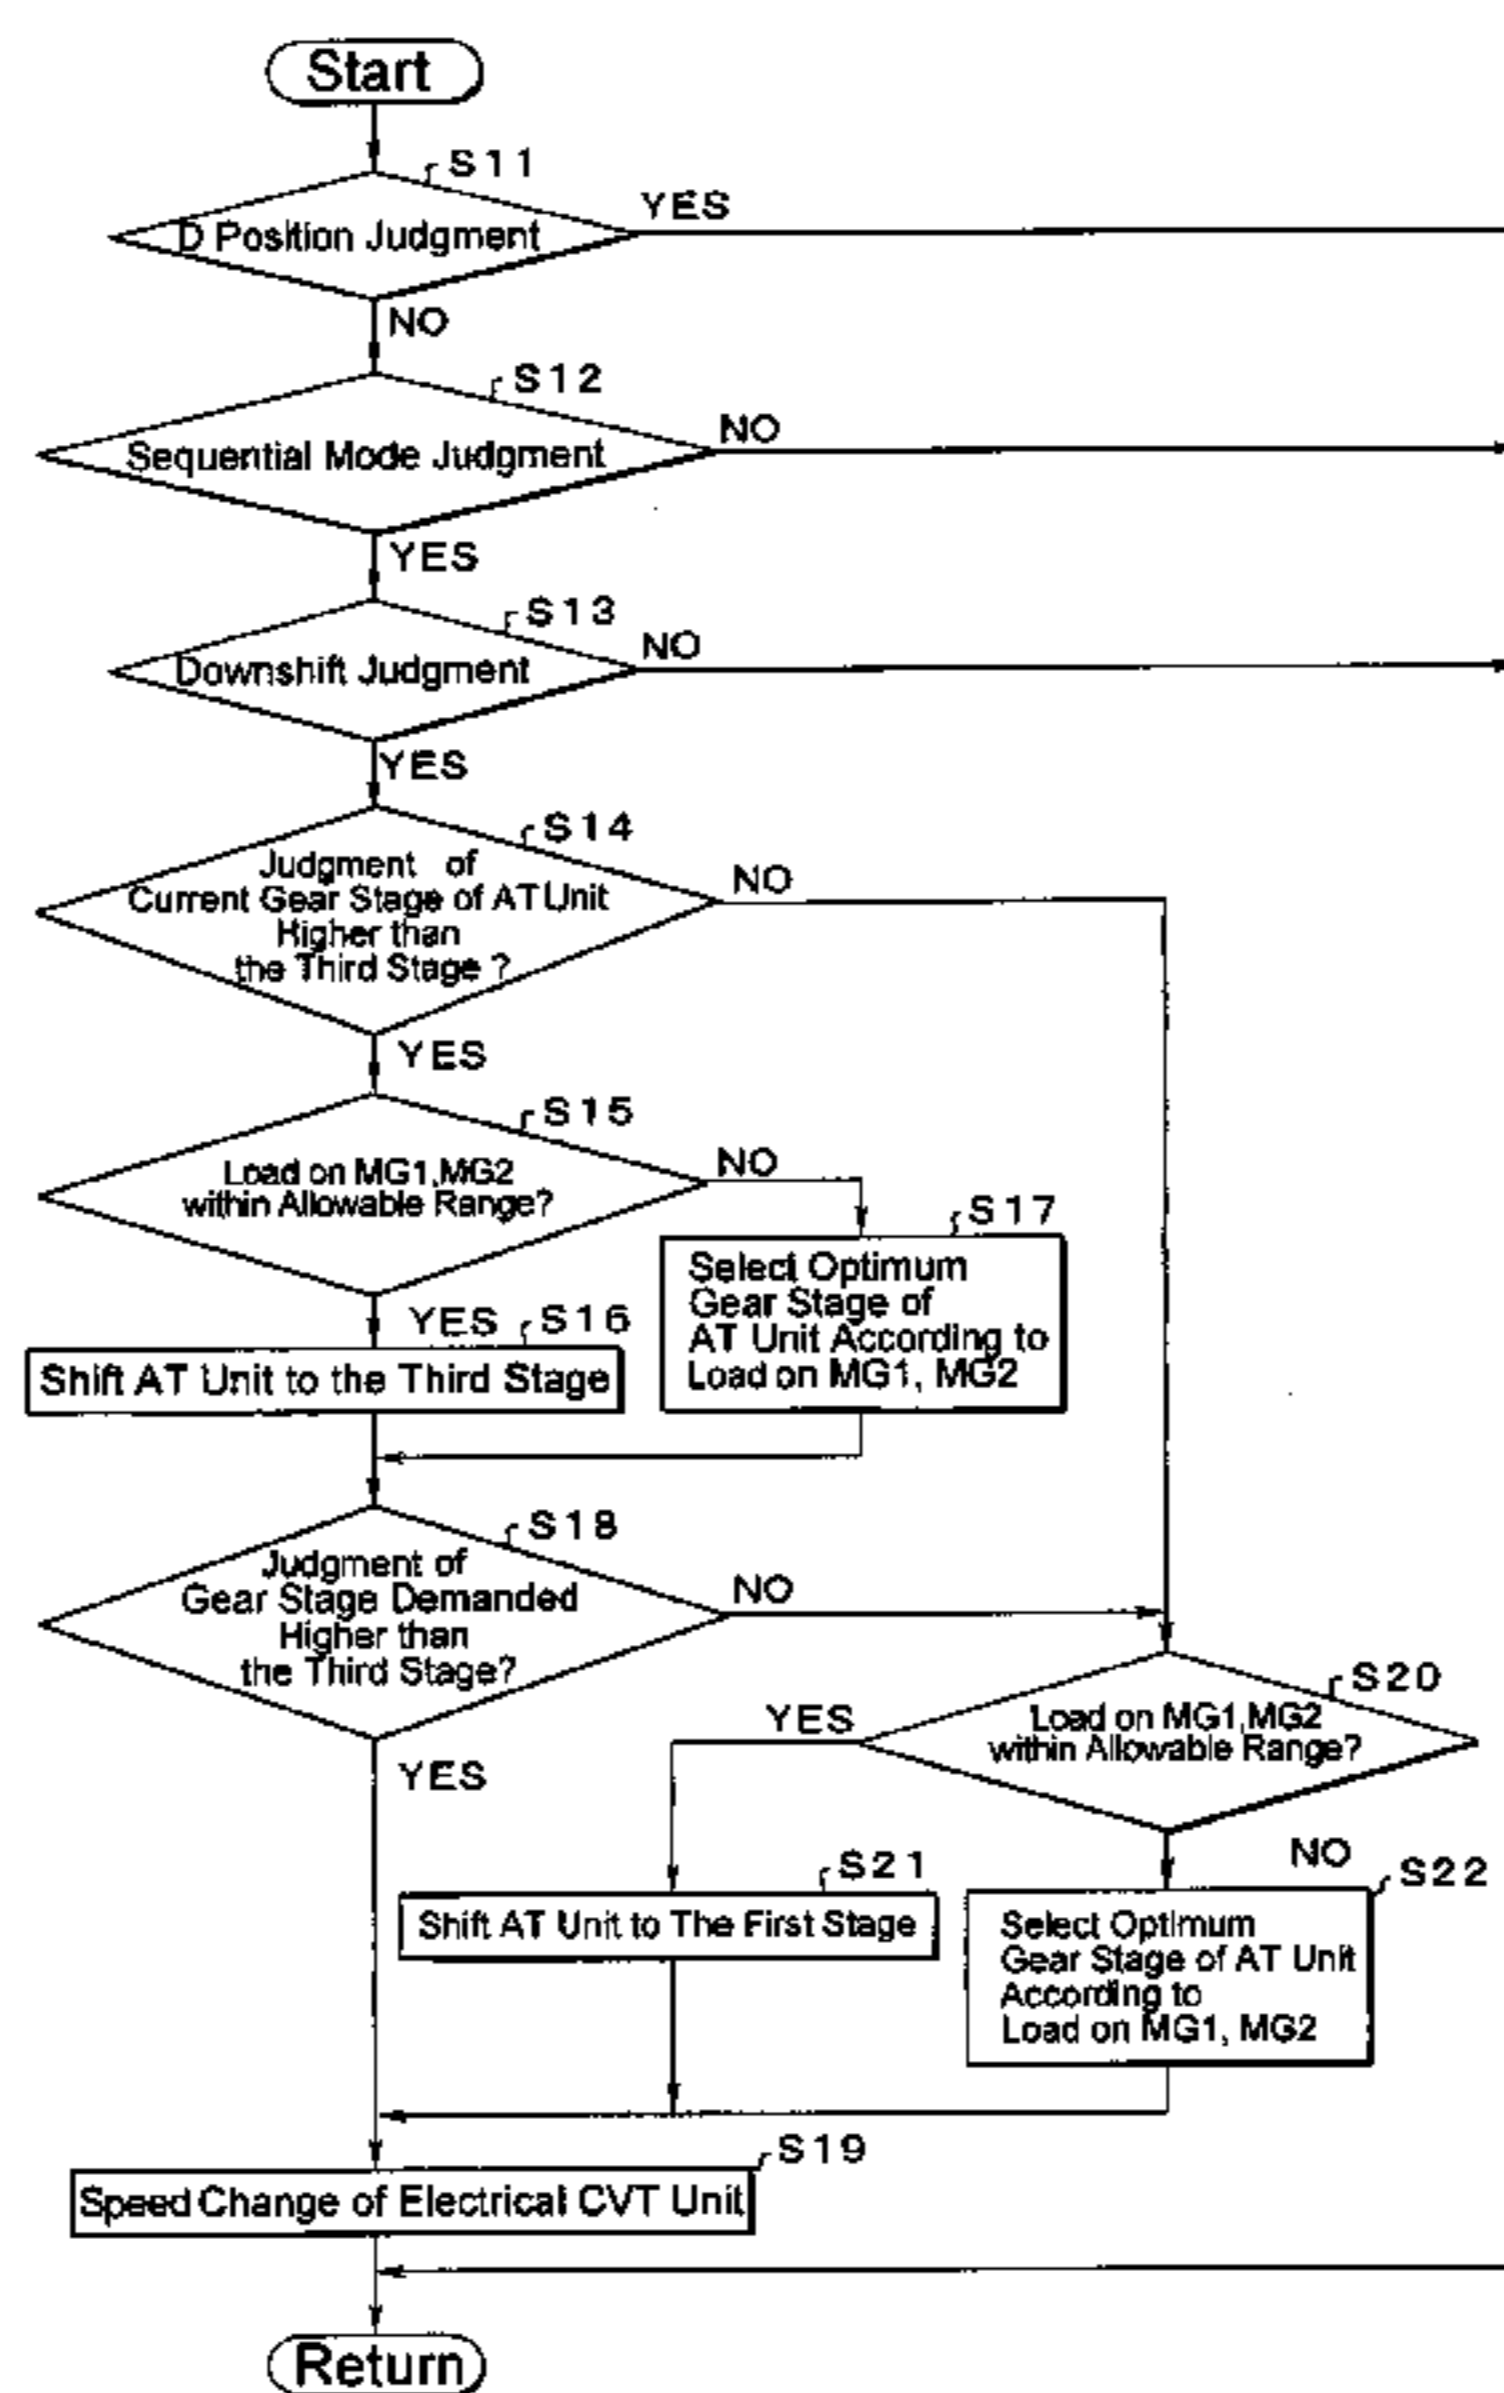 Start
S11
D Position Judgment
YES
NO
S12
Sequential Mode Judgment
NO
YES
S13
Downshift Judgment
NO
YES
S14
Judgment of
Current Gear Stage of AT Unit
Higher than
the Third Stage ?
NO
YES
S15
Load on MG1,MG2
within Allowable Range?
NO
S17
Select Optimum
Gear Stage of
AT Unit According to
Load on MG1, MG2
YES
S16
Shift AT Unit to the Third Stage
S18
Judgment of
Gear Stage Demanded
Higher than
the Third Stage?
NO
YES
S20
Load on MG1,MG2
within Allowable Range?
YES
NO
S21
Shift AT Unit to The First Stage
S22
Select Optimum
Gear Stage of AT Unit
According to
Load on MG1, MG2
S19
Speed Change of Electrical CVT Unit
Return